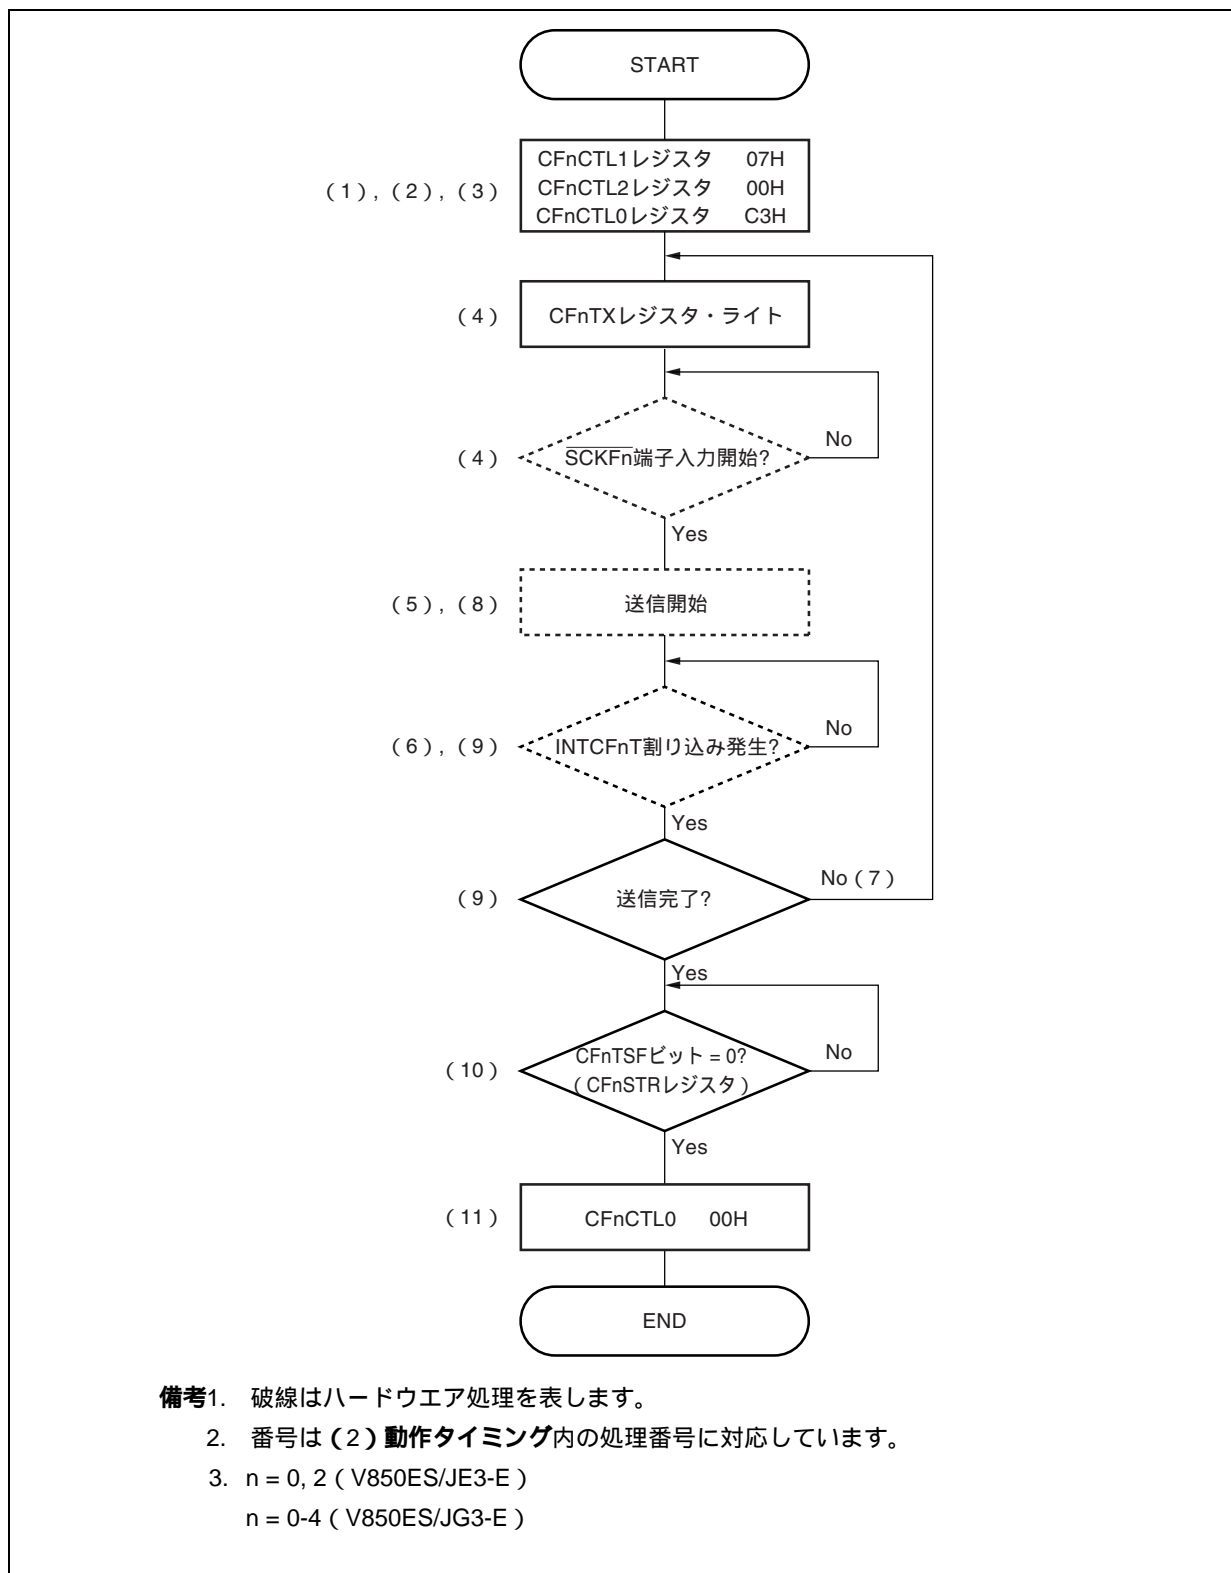 START
CFnCTL1レジスタ 07H
(1), (2), (3) CFnCTL2レジスタ 00H
CFnCTL0レジスタ C3H
(4) CFnTXレジスタ・ライト
(4) SCKFn端子入力開始? No
Yes
(5), (8) 送信開始
(6), (9) INTCFnT割り込み発生? No
Yes
(9) 送信完了? No (7)
Yes
CFnTSFビット = 0? No
(10) (CFnSTRレジスタ)
Yes
(11) CFnCTL0 00H
END
備考1. 破線はハードウエア処理を表します。
2. 番号は(2)動作タイミング内の処理番号に対応しています。
3. n = 0, 2 (V850ES/JE3-E)
n = 0-4 (V850ES/JG3-E)